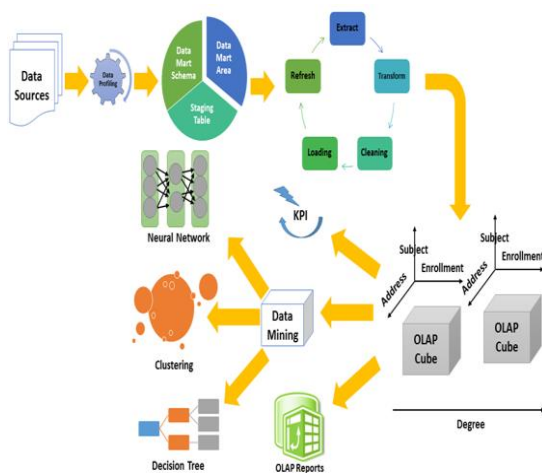 Data
Sources
Data
Profiling
Data
Mart
Schema
Data
Mart
Area
Staging
Table
Extract
Transform
Cleaning
Loading
Refresh
Neural Network
KPI
Clustering
Data
Mining
Decision Tree
OLAP Reports
Subject
Enrollment
Address
OLAP
Cube
Subject
Enrollment
Address
OLAP
Cube
Degree